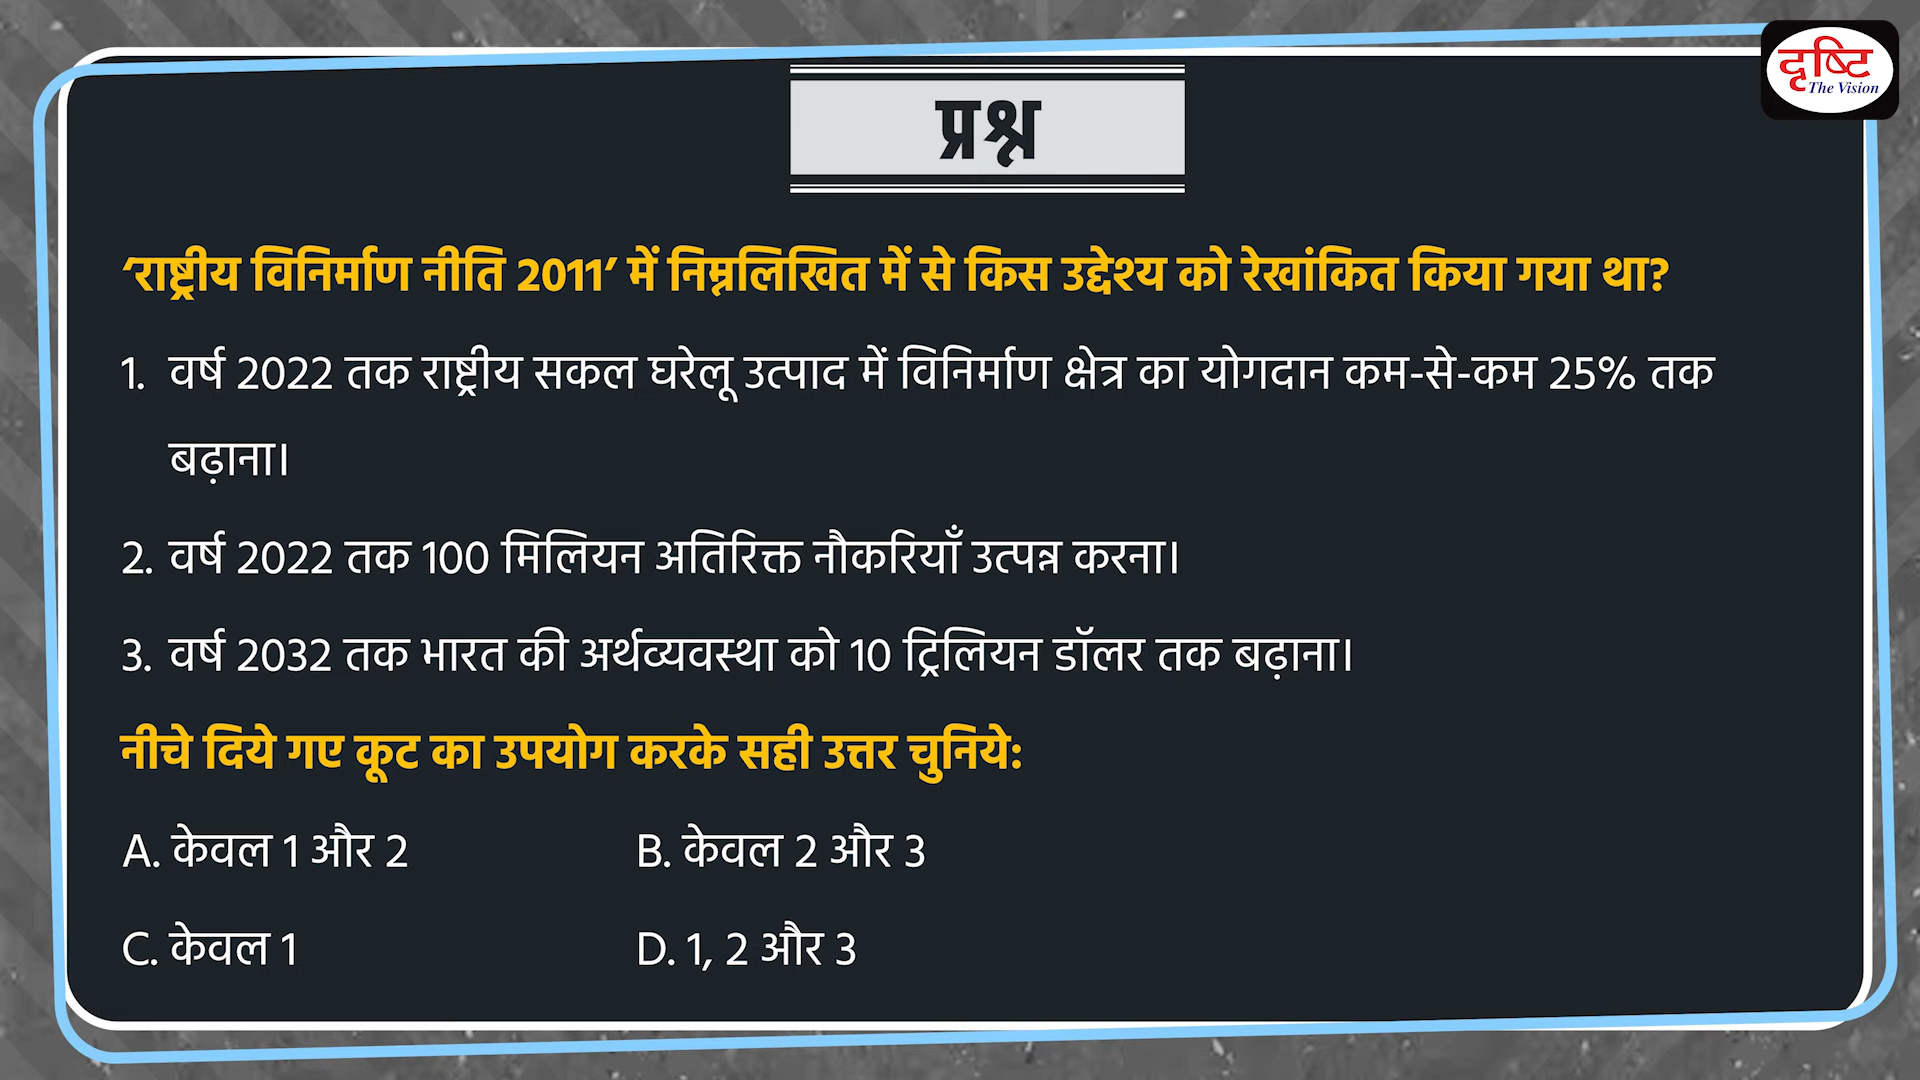 दृष्टि
The Vision
प्रश्न
‘राष्ट्रीय विनिर्माण नीति 2011’ में निम्नलिखित में से किस उद्देश्य को रेखांकित किया गया था?
1. वर्ष 2022 तक राष्ट्रीय सकल घरेलू उत्पाद में विनिर्माण क्षेत्र का योगदान कम-से-कम 25% तक
बढ़ाना।
2. वर्ष 2022 तक 100 मिलियन अतिरिक्त नौकरियाँ उत्पन्न करना।
3. वर्ष 2032 तक भारत की अर्थव्यवस्था को 10 ट्रिलियन डॉलर तक बढ़ाना।
नीचे दिये गए कूट का उपयोग करके सही उत्तर चुनिये:
A. केवल 1 और 2 B. केवल 2 और 3
C. केवल 1 D. 1, 2 और 3